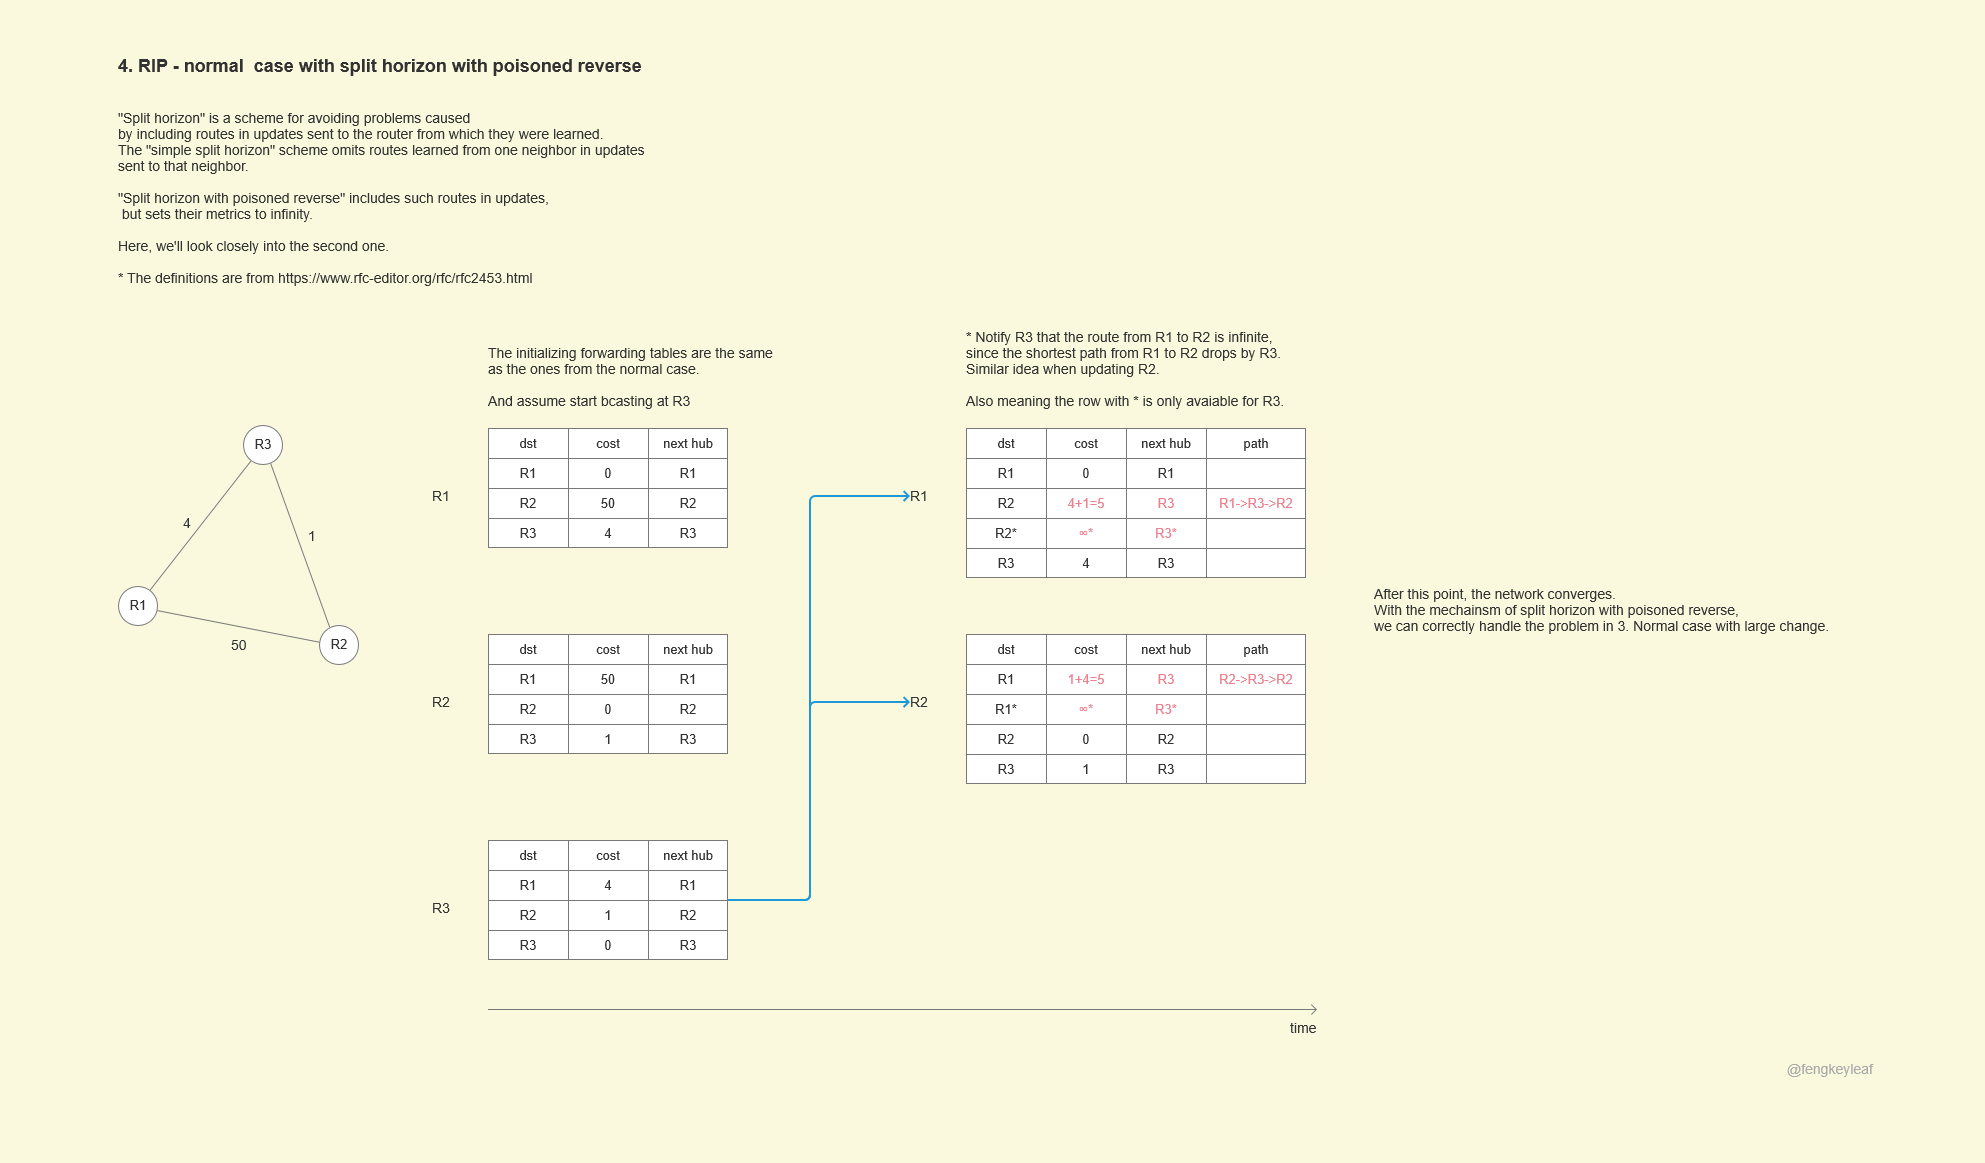 4. RIP - normal  case with split horizon with poisoned reverse
"Split horizon" is a scheme for avoiding problems caused
by including routes in updates sent to the router from which they were learned.
The "simple split horizon" scheme omits routes learned from one neighbor in updates
sent to that neighbor.
"Split horizon with poisoned reverse" includes such routes in updates,
but sets their metrics to infinity.
Here, we'll look closely into the second one.
* The definitions are from https://www.rfc-editor.org/rfc/rfc2453.html
R3
4
1
R1
50
R2
The initializing forwarding tables are the same
as the ones from the normal case.
And assume start bcasting at R3
R1
dst cost next hub
R1 0 R1
R2 50 R2
R3 4 R3
R2
dst cost next hub
R1 50 R1
R2 0 R2
R3 1 R3
R3
dst cost next hub
R1 4 R1
R2 1 R2
R3 0 R3
* Notify R3 that the route from R1 to R2 is infinite,
since the shortest path from R1 to R2 drops by R3.
Similar idea when updating R2.
Also meaning the row with * is only avaiable for R3.
R1
dst cost next hub path
R1 0 R1
R2 4+1=5 R3 R1->R3->R2
R2* ∞* R3*
R3 4 R3
R2
dst cost next hub path
R1 1+4=5 R3 R2->R3->R2
R1* ∞* R3*
R2 0 R2
R3 1 R3
After this point, the network converges.
With the mechainsm of split horizon with poisoned reverse,
we can correctly handle the problem in 3. Normal case with large change.
time
@fengkeyleaf